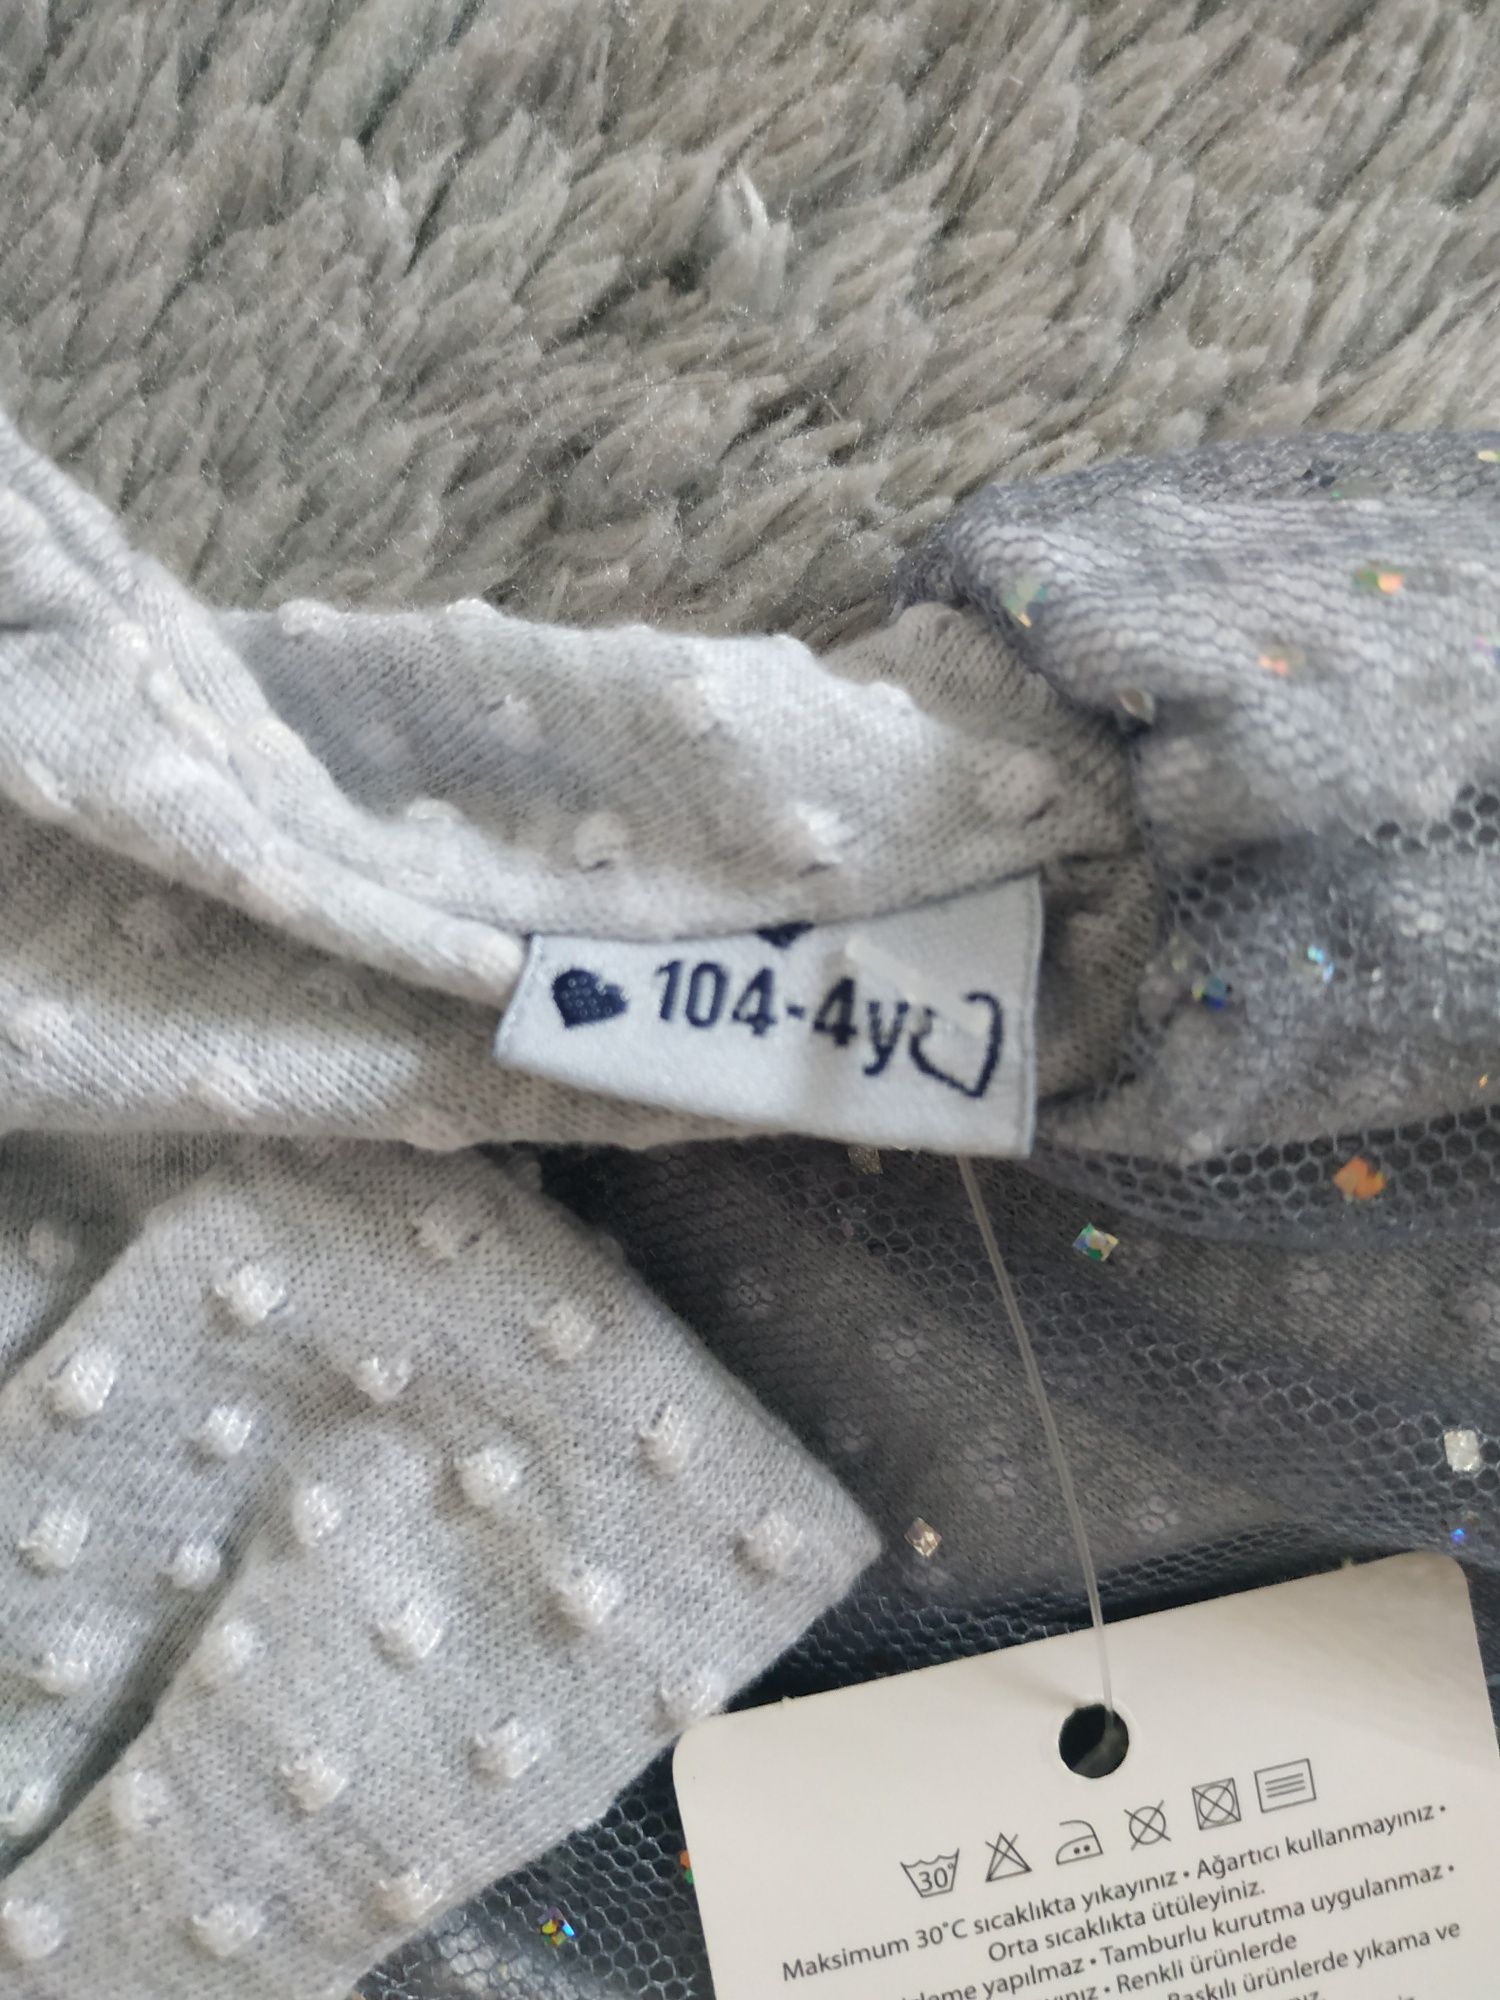 104-4y
30°
Maksimum 30°C sıcaklıkta yıkayınız • Ağartıcı kullanmayınız •
Orta sıcaklıkta ütüleyiniz.
yapılmaz • Tamburlu kurutma uygulanmaz •
• Renkli ürünlerde
Baskılı ürünlerde yıkama ve